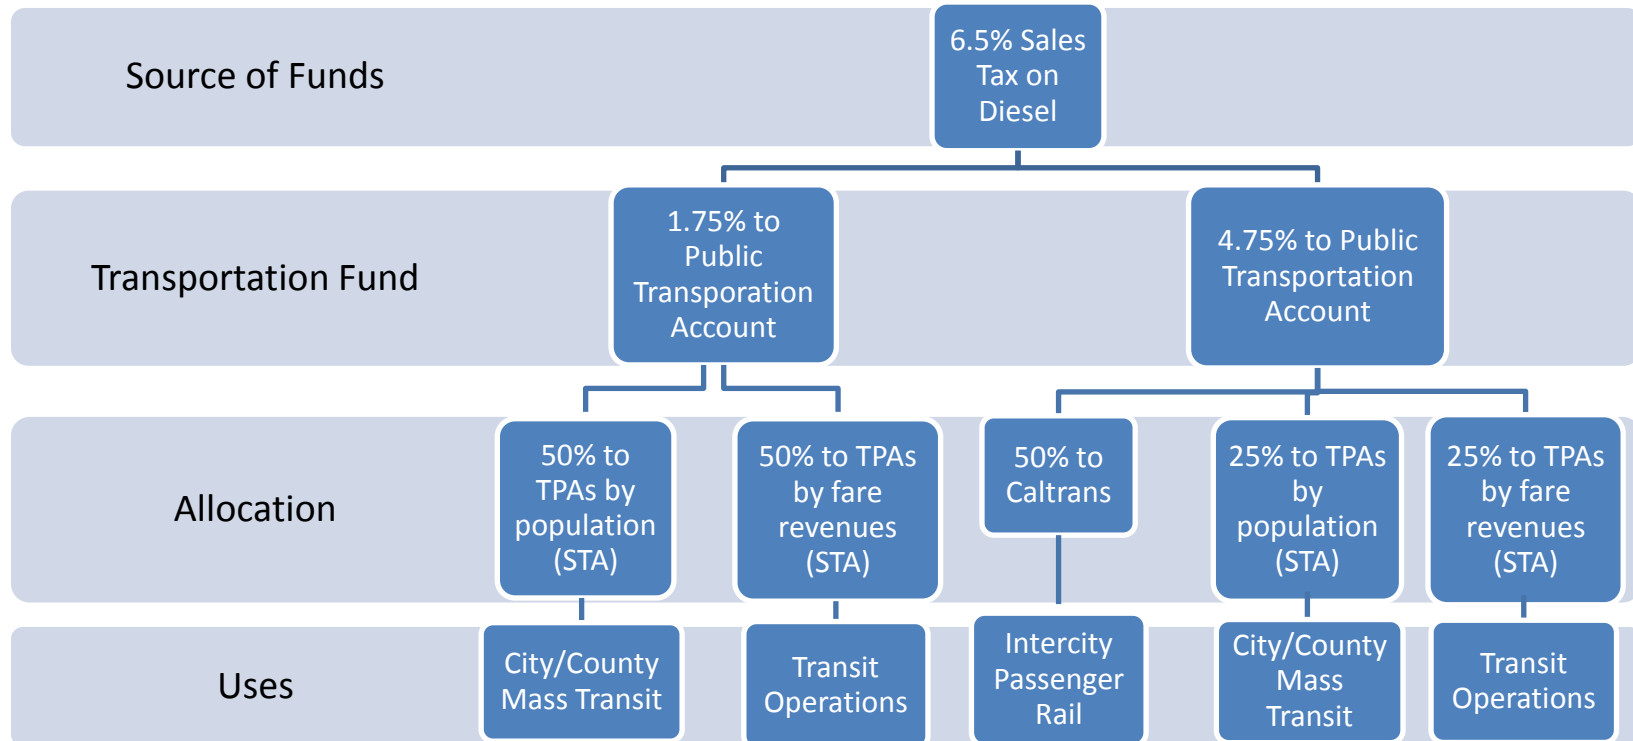 Source of Funds
6.5% Sales
Tax on
Diesel
Transportation Fund
1.75% to
Public
Transporation
Account
4.75% to Public
Transportation
Account
Allocation
50% to
TPAs by
population
(STA)
50% to TPAs
by fare
revenues
(STA)
50% to
Caltrans
25% to TPAs
by
population
(STA)
25% to TPAs
by fare
revenues
(STA)
Uses
City/County
Mass Transit
Transit
Operations
Intercity
Passenger
Rail
City/County
Mass
Transit
Transit
Operations